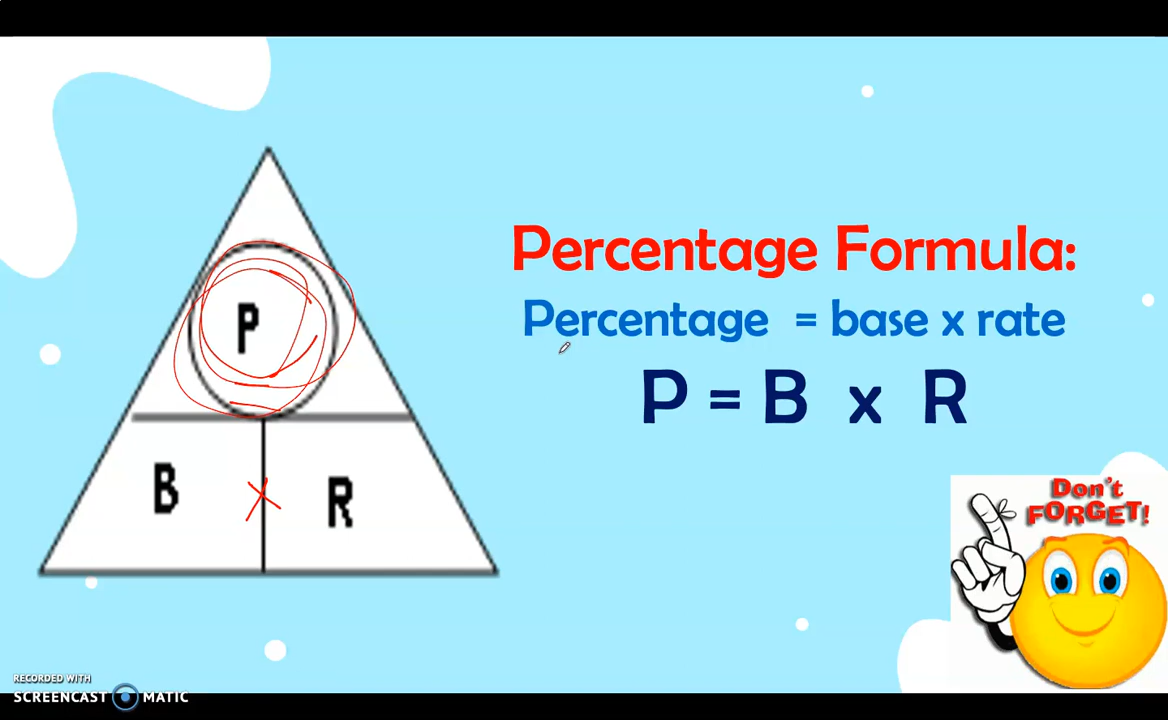 Percentage Formula:
Percentage = base x rate
P = B x R
P
B x R
Don't
FORGET!
RECORDED WITH
SCREENCAST MATIC